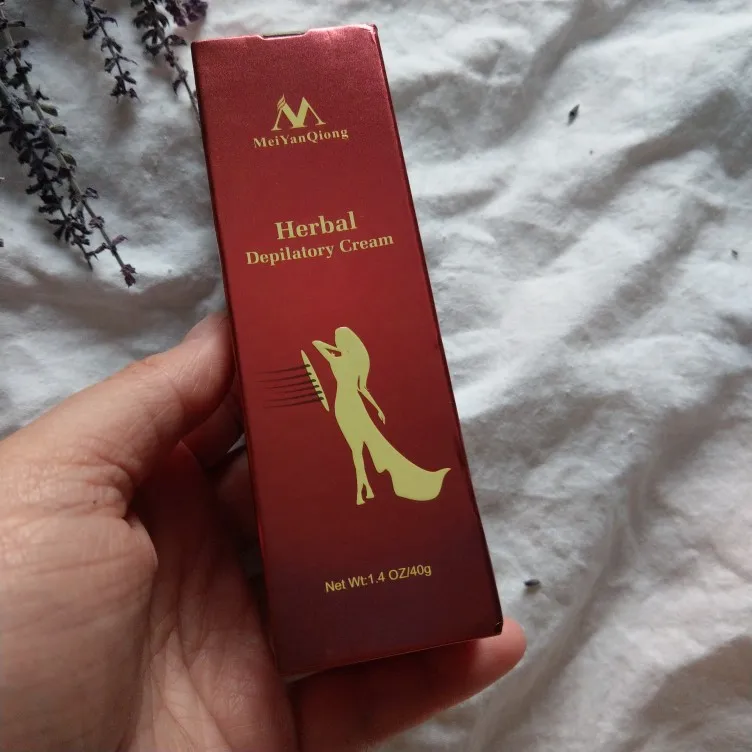 MeiYanQiong
Herbal
Depilatory Cream
Net Wt:1.4 OZ/40g